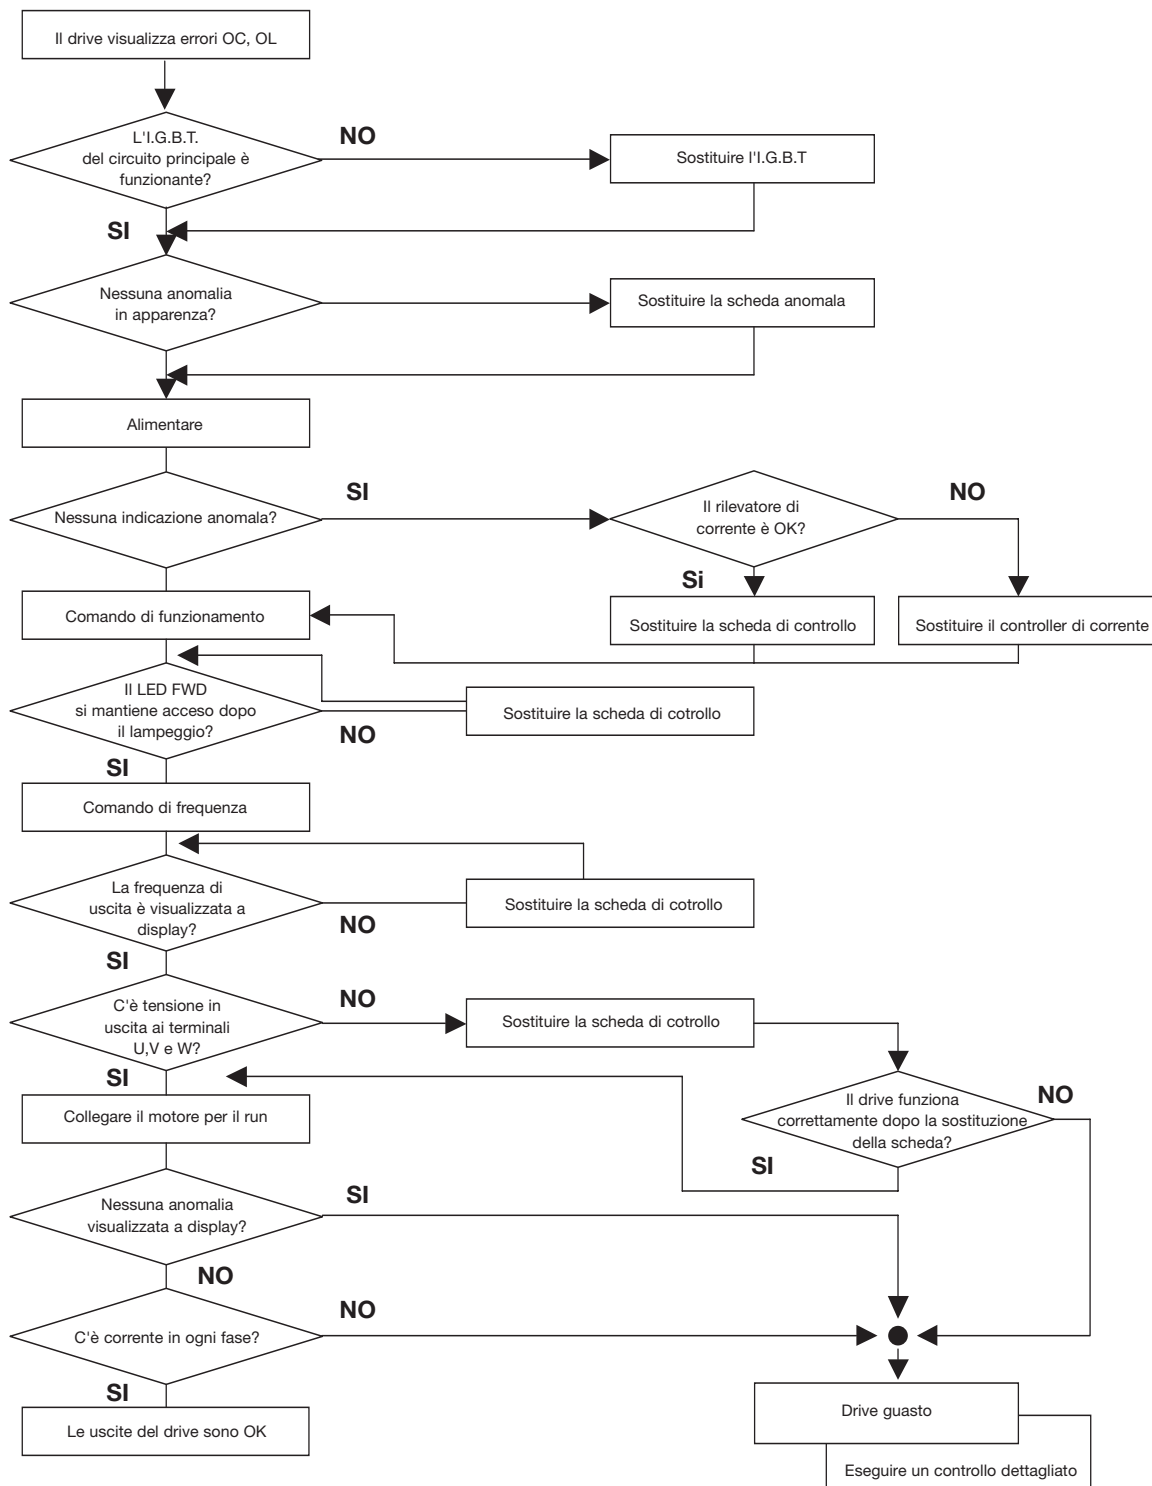 Il drive visualizza errori OC, OL
L'I.G.B.T.
del circuito principale è
funzionante?
NO
Sostituire l'I.G.B.T
SI
Nessuna anomalia
in apparenza?
Sostituire la scheda anomala
Alimentare
Nessuna indicazione anomala?
SI
Il rilevatore di
corrente è OK?
NO
Si
Comando di funzionamento
Sostituire la scheda di controllo
Sostituire il controller di corrente
Il LED FWD
si mantiene acceso dopo
il lampeggio?
NO
Sostituire la scheda di cotrollo
SI
Comando di frequenza
La frequenza di
uscita è visualizzata a
display?
NO
Sostituire la scheda di cotrollo
SI
C'è tensione in
uscita ai terminali
U,V e W?
NO
Sostituire la scheda di cotrollo
SI
Collegare il motore per il run
Il drive funziona
correttamente dopo la sostituzione
della scheda?
NO
SI
Nessuna anomalia
visualizzata a display?
SI
NO
C'è corrente in ogni fase?
NO
SI
Le uscite del drive sono OK
Drive guasto
Eseguire un controllo dettagliato